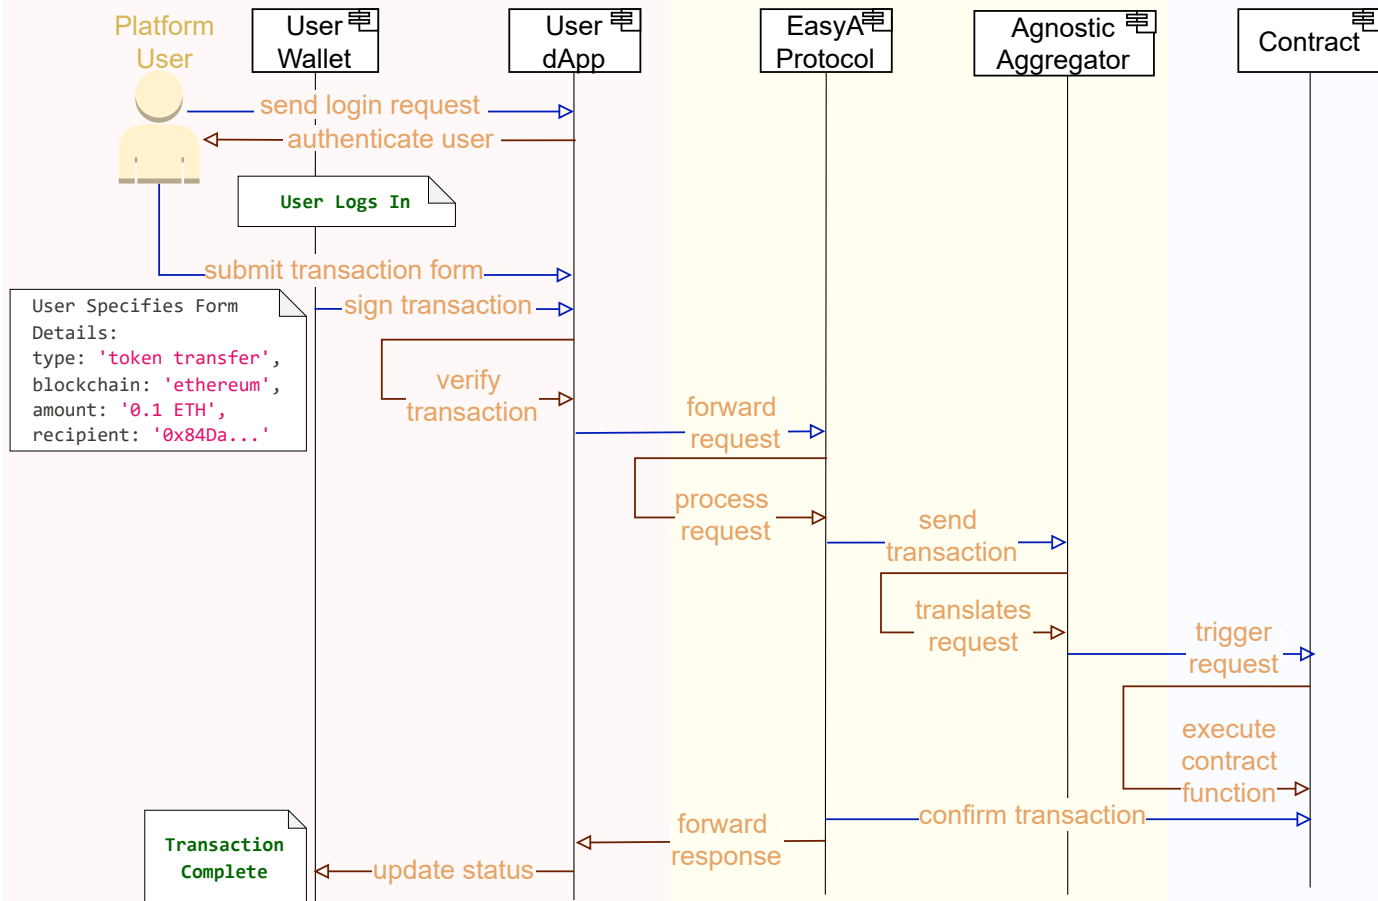 Platform
User
User
Wallet
User
dApp
EasyA
Protocol
Agnostic
Aggregator
Contract
send login request
authenticate user
User Logs In
submit transaction form
User Specifies Form
Details:
type: 'token transfer',
blockchain: 'ethereum',
amount: '0.1 ETH',
recipient: '0x84Da...'
sign transaction
verify
transaction
forward
request
process
request
send
transaction
translates
request
trigger
request
execute
contract
function
confirm transaction
forward
response
update status
Transaction
Complete